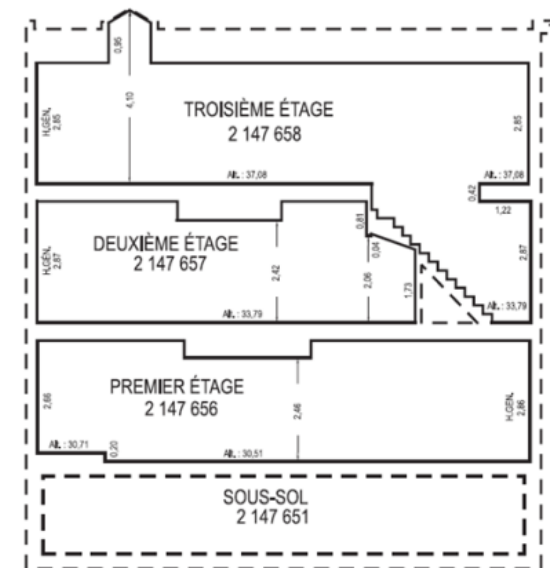 0,95
4,10
TROISIÈME ÉTAGE
2 147 658
H.GÉN.
2,85
2,85
Alt. : 37,08
Alt. : 37,08
0,42
1,22
DEUXIÈME ÉTAGE
2 147 657
H.GÉN.
2,87
2,42
0,81
0,04
2,06
1,73
2,87
Alt. : 33,79
Alt. : 33,79
PREMIER ÉTAGE
2 147 656
2,66
2,46
H.GÉN.
2,86
Alt. : 30,71
0,20
Alt. : 30,51
SOUS-SOL
2 147 651